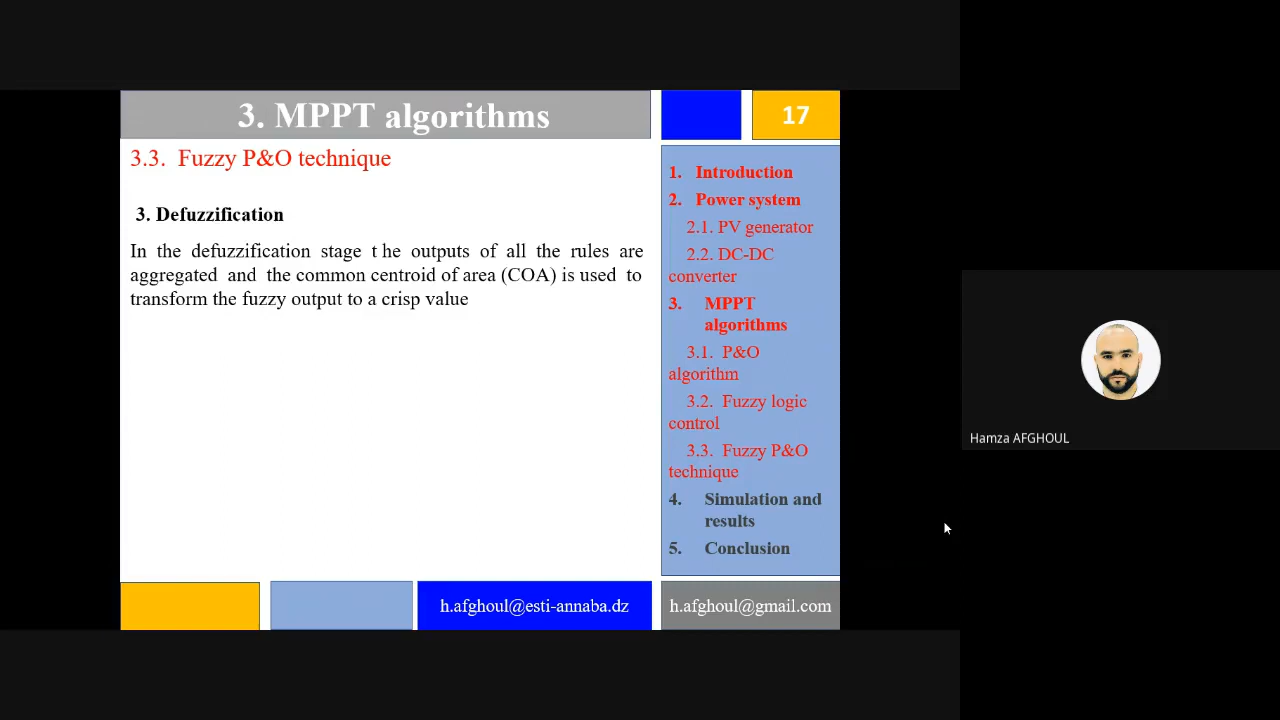 3. MPPT algorithms
17
3.3. Fuzzy P&O technique
3. Defuzzification
In the defuzzification stage t he outputs of all the rules are
aggregated and the common centroid of area (COA) is used to
transform the fuzzy output to a crisp value
1. Introduction
2. Power system
2.1. PV generator
2.2. DC-DC
converter
3. MPPT
algorithms
3.1. P&O
algorithm
3.2. Fuzzy logic
control
3.3. Fuzzy P&O
technique
4. Simulation and
results
5. Conclusion
h.afghoul@esti-annaba.dz
h.afghoul@gmail.com
Hamza AFGHOUL